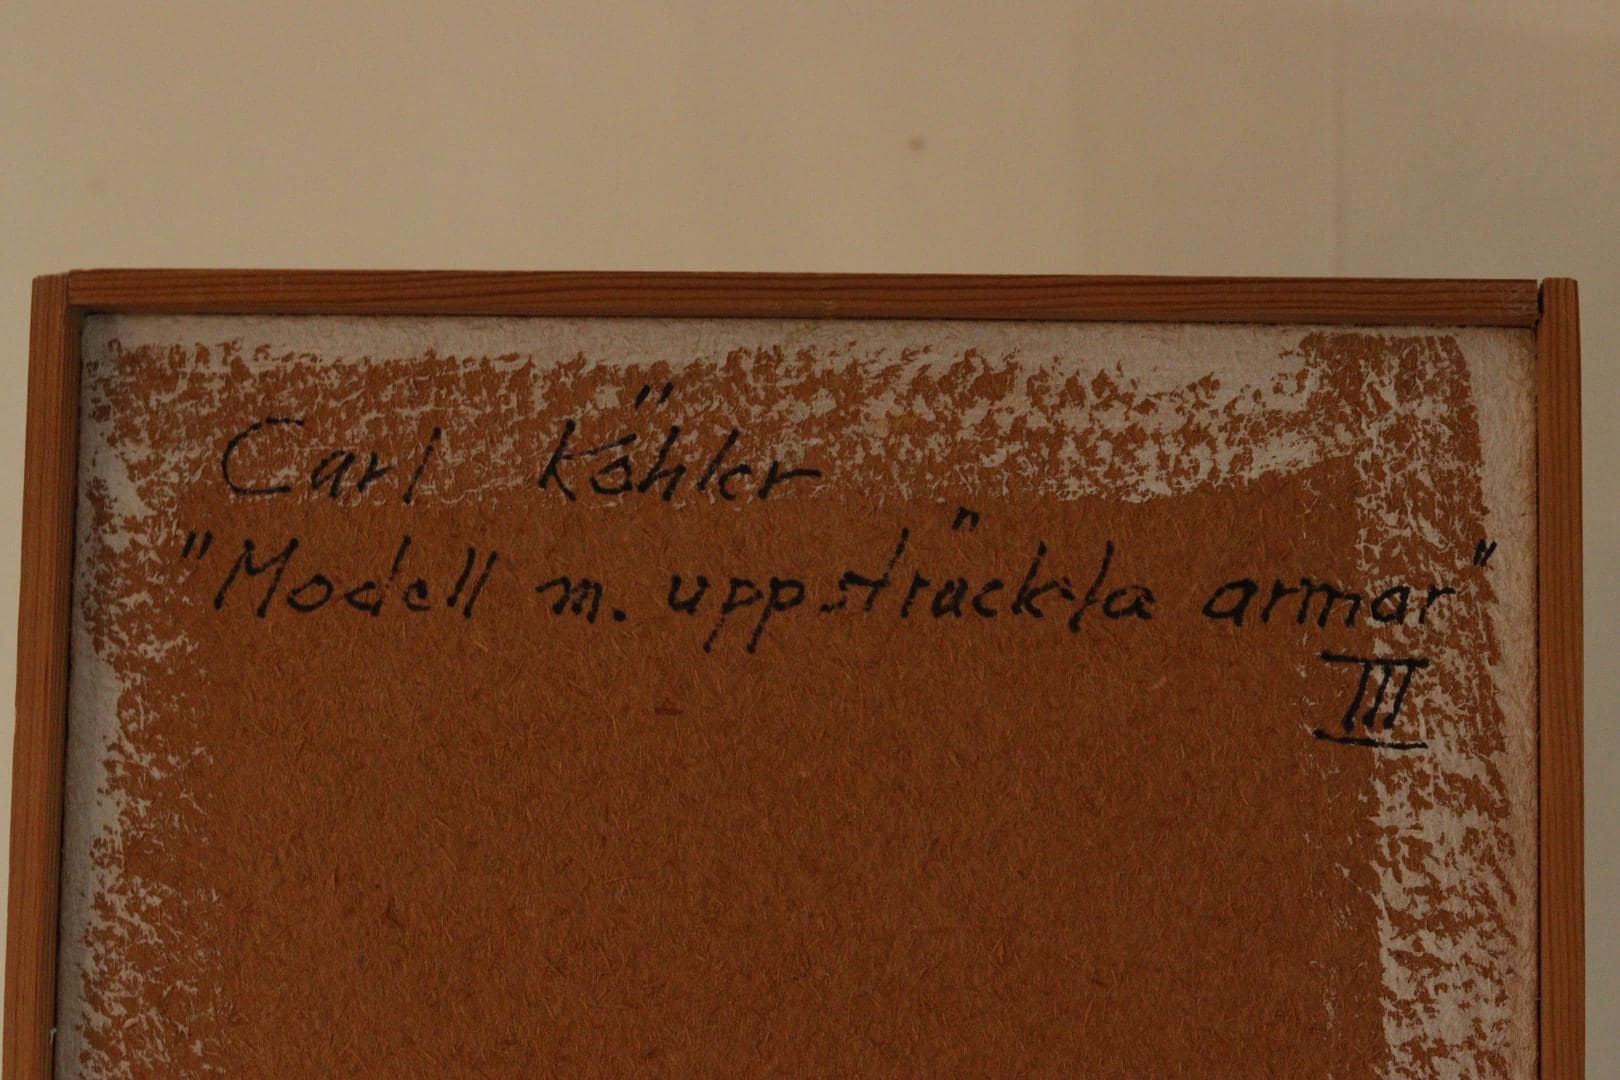 Carl Köhler
"Modell m. uppsträckta armar"
III